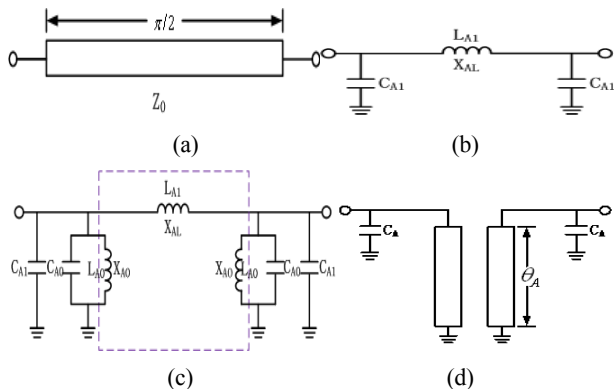 π/2
Z0
(a)
LA1
XAL
CA1
CA1
(b)
LA1
XAL
CA1
CA0
LA0
XA0
XA0
LA0
CA0
CA1
(c)
CA
CA
θA
(d)